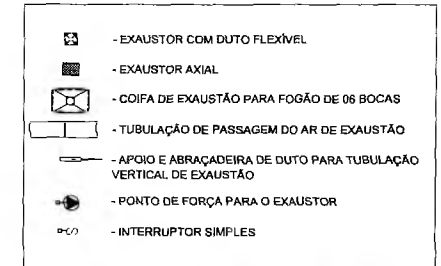 - EXAUSTOR COM DUTO FLEXÍVEL
- EXAUSTOR AXIAL
- COIFA DE EXAUSTÃO PARA FOGÃO DE 06 BOCAS
- TUBULAÇÃO DE PASSAGEM DO AR DE EXAUSTÃO
- APOIO E ABRAÇADEIRA DE DUTO PARA TUBULAÇÃO
VERTICAL DE EXAUSTÃO
- PONTO DE FORÇA PARA O EXAUSTOR
- INTERRUPTOR SIMPLES